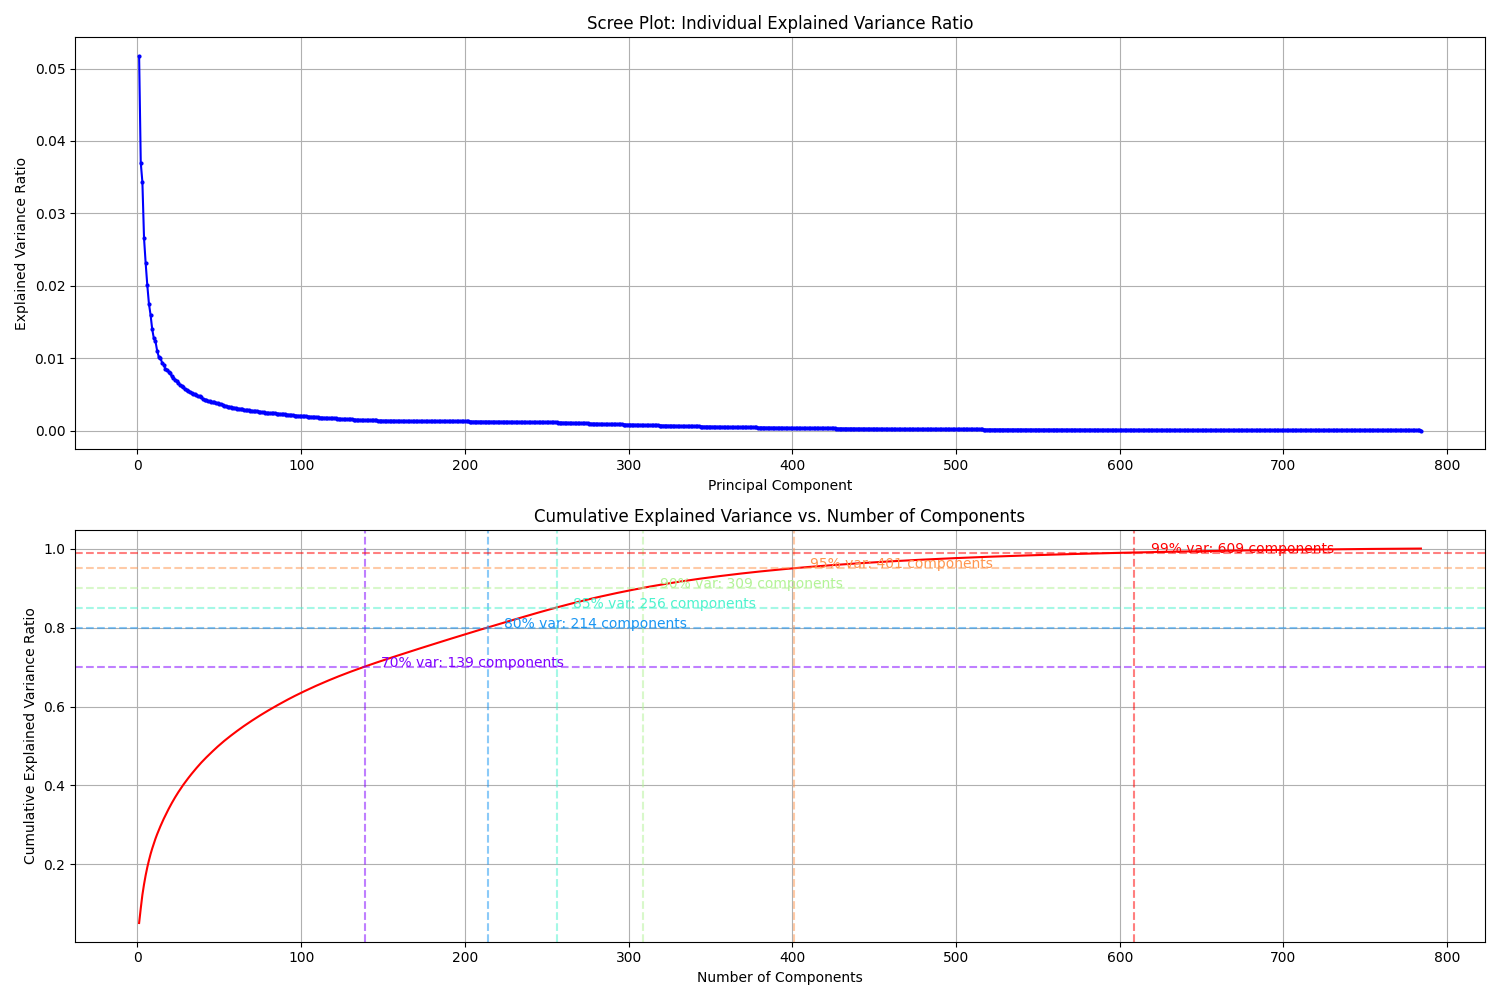 Scree Plot: Individual Explained Variance Ratio
Explained Variance Ratio
0.05
0.04
0.03
0.02
0.01
0.00
0 100 200 300 400 500 600 700 800
Principal Component
Cumulative Explained Variance vs. Number of Components
Cumulative Explained Variance Ratio
1.0
0.8
0.6
0.4
0.2
99% var: 609 components
95% var: 401 components
90% var: 309 components
85% var: 256 components
80% var: 214 components
70% var: 139 components
0 100 200 300 400 500 600 700 800
Number of Components